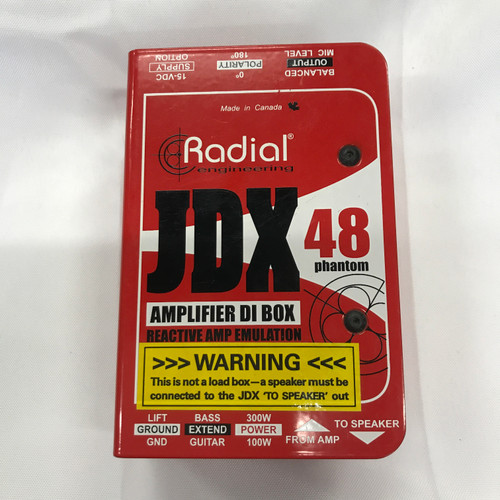 15-VDC SUPPLY OPTION
0° POLARITY 180°
BALANCED OUTPUT MIC LEVEL
Made in Canada
Radial®
engineering
JDX 48
phantom
AMPLIFIER DI BOX
REACTIVE AMP EMULATION
>>> WARNING <<<
This is not a load box—a speaker must be
connected to the JDX 'TO SPEAKER' out
LIFT BASS 300W TO SPEAKER
GROUND EXTEND POWER
GND GUITAR 100W FROM AMP